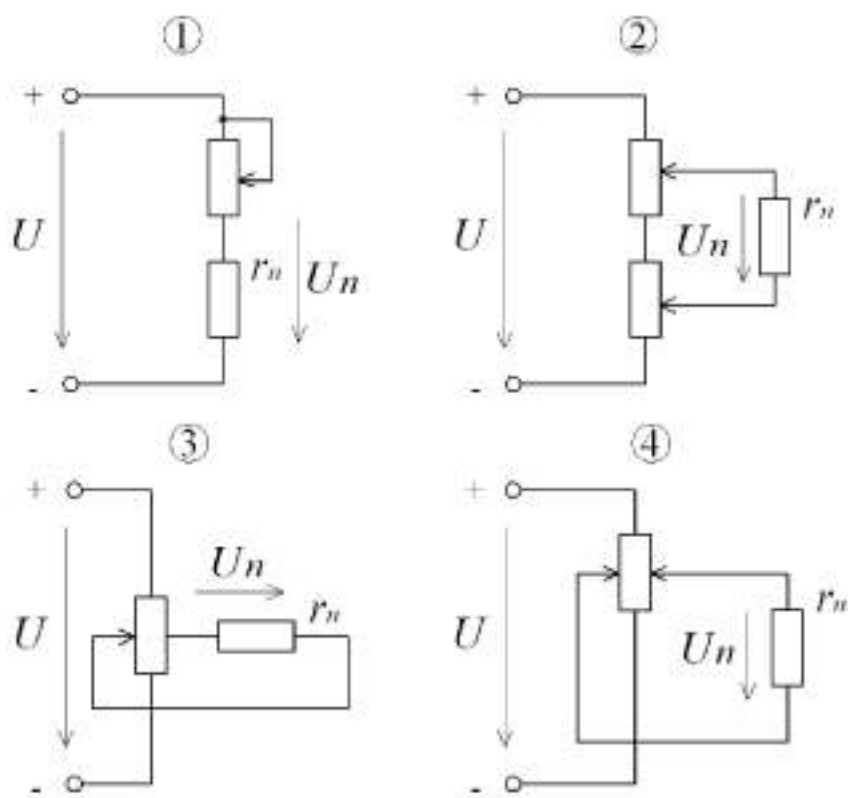 ① ②
+ +
U rn Un U Un rn
- -
③ ④
+ +
Un
U rn U Un rn
- -